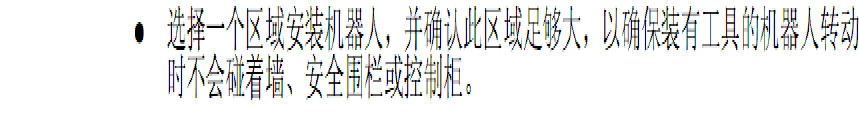 ● 选择一个区域安装机器人，并确认此区域足够大，以确保装有工具的机器人转动
时不会碰着墙、安全围栏或控制柜。